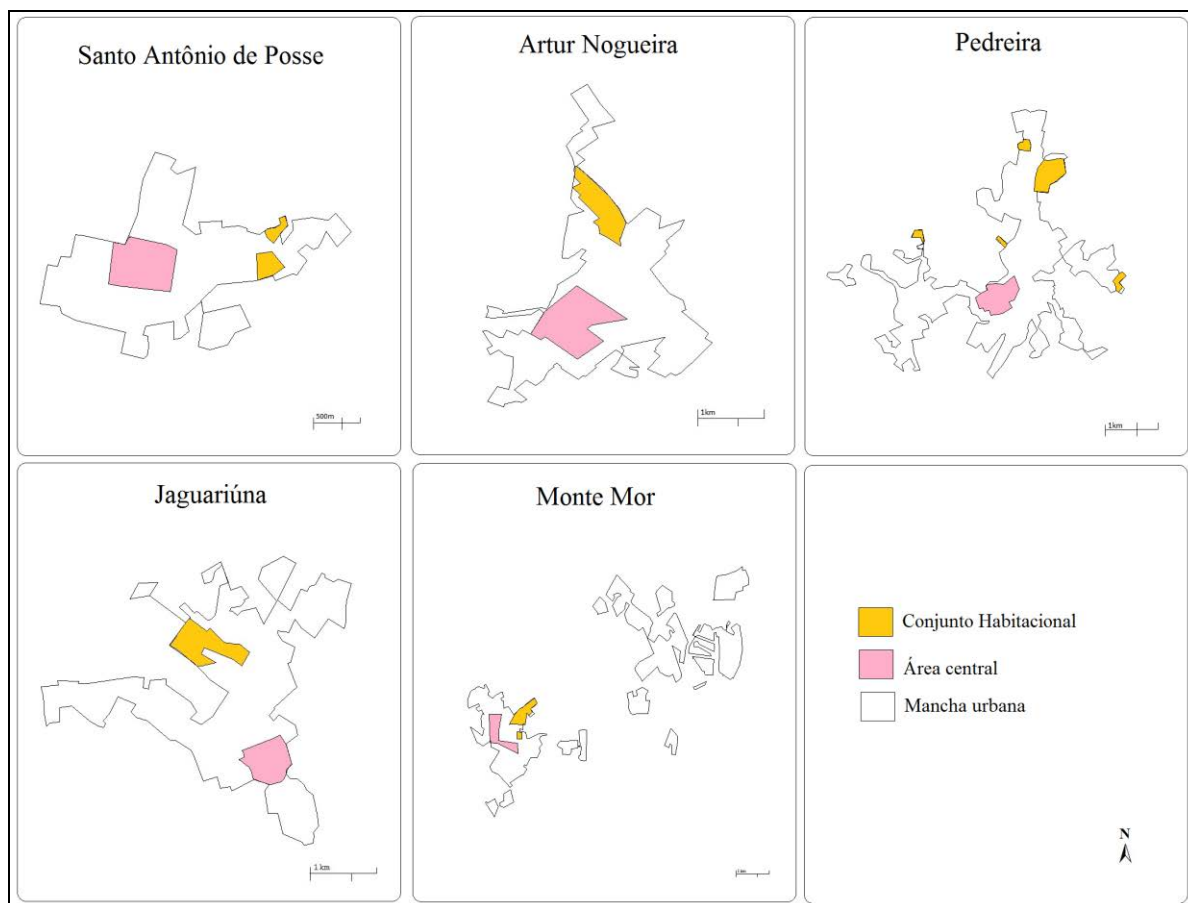 Santo Antônio de Posse
500m
Artur Nogueira
1km
Pedreira
1km
Jaguariúna
1 km
Monte Mor
Conjunto Habitacional
Área central
Mancha urbana
N